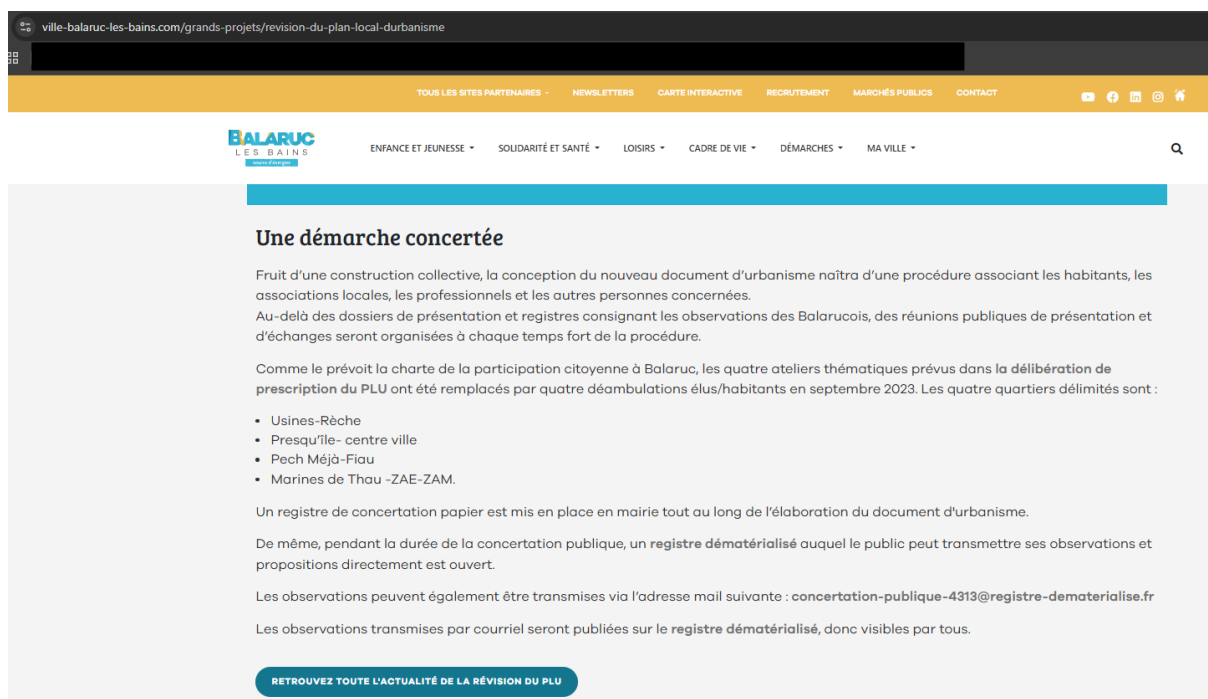 ville-balaruc-les-bains.com/grands-projets/revision-du-plan-local-durbanisme
TOUS LES SITES PARTENAIRES NEWSLETTERS CARTE INTERACTIVE RECRUTEMENT MARCHÉS PUBLICS CONTACT
BALARUC
LES BAINS
ENFANCE ET JEUNESSE SOLIDARITÉ ET SANTÉ LOISIRS CADRE DE VIE DÉMARCHES MA VILLE
Une démarche concertée
Fruit d'une construction collective, la conception du nouveau document d'urbanisme naîtra d'une procédure associant les habitants, les
associations locales, les professionnels et les autres personnes concernées.
Au-delà des dossiers de présentation et registres consignant les observations des Balarucois, des réunions publiques de présentation et
d'échanges seront organisées à chaque temps fort de la procédure.
Comme le prévoit la charte de la participation citoyenne à Balaruc, les quatre ateliers thématiques prévus dans la délibération de
prescription du PLU ont été remplacés par quatre déambulations élus/habitants en septembre 2023. Les quatre quartiers délimités sont :
• Usines-Rèche
• Presqu'île- centre ville
• Pech Méjà-Fiau
• Marines de Thau -ZAE-ZAM.
Un registre de concertation papier est mis en place en mairie tout au long de l'élaboration du document d'urbanisme.
De même, pendant la durée de la concertation publique, un registre dématérialisé auquel le public peut transmettre ses observations et
propositions directement est ouvert.
Les observations peuvent également être transmises via l'adresse mail suivante : concertation-publique-4313@registre-dematerialise.fr
Les observations transmises par courriel seront publiées sur le registre dématérialisé, donc visibles par tous.
RETROUVEZ TOUTE L'ACTUALITÉ DE LA RÉVISION DU PLU